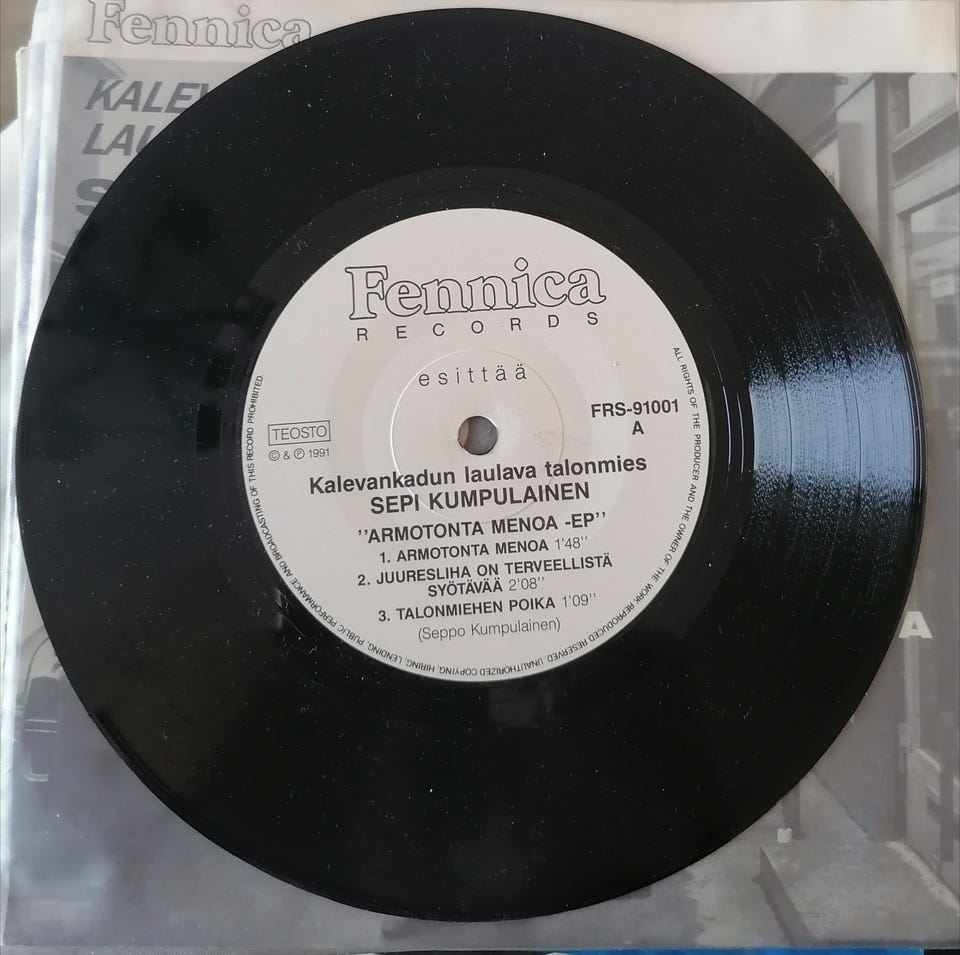 Fennica
KALEV
LAU
S
Fennica
RECORDS
esittää
FRS-91001
A
TEOSTO
© & ℗ 1991
Kalevankadun laulava talonmies
SEPI KUMPULAINEN
''ARMOTONTA MENOA -EP''
1. ARMOTONTA MENOA 1'48''
2. JUURESLIHA ON TERVEELLISTÄ
SYÖTÄVÄÄ 2'08''
3. TALONMIEHEN POIKA 1'09''
(Seppo Kumpulainen)
ALL RIGHTS OF THE PRODUCER AND THE OWNER OF THE WORK REPRODUCED RESERVED. UNAUTHORIZED COPYING, HIRING, LENDING, PUBLIC PERFORMANCE AND BROADCASTING OF THIS RECORD PROHIBITED.
A